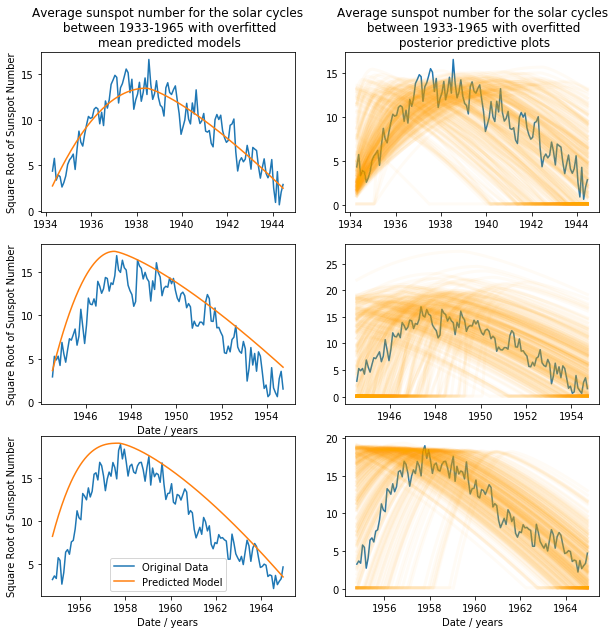 Average sunspot number for the solar cycles
between 1933-1965 with overfitted
mean predicted models
Average sunspot number for the solar cycles
between 1933-1965 with overfitted
posterior predictive plots
Square Root of Sunspot Number
15
10
5
0
1934 1936 1938 1940 1942 1944
15
10
5
0
1934 1936 1938 1940 1942 1944
Square Root of Sunspot Number
15
10
5
0
1946 1948 1950 1952 1954
Date / years
25
20
15
10
5
0
1946 1948 1950 1952 1954
Square Root of Sunspot Number
15
10
5
Original Data
Predicted Model
1956 1958 1960 1962 1964
Date / years
20
15
10
5
0
1956 1958 1960 1962 1964
Date / years